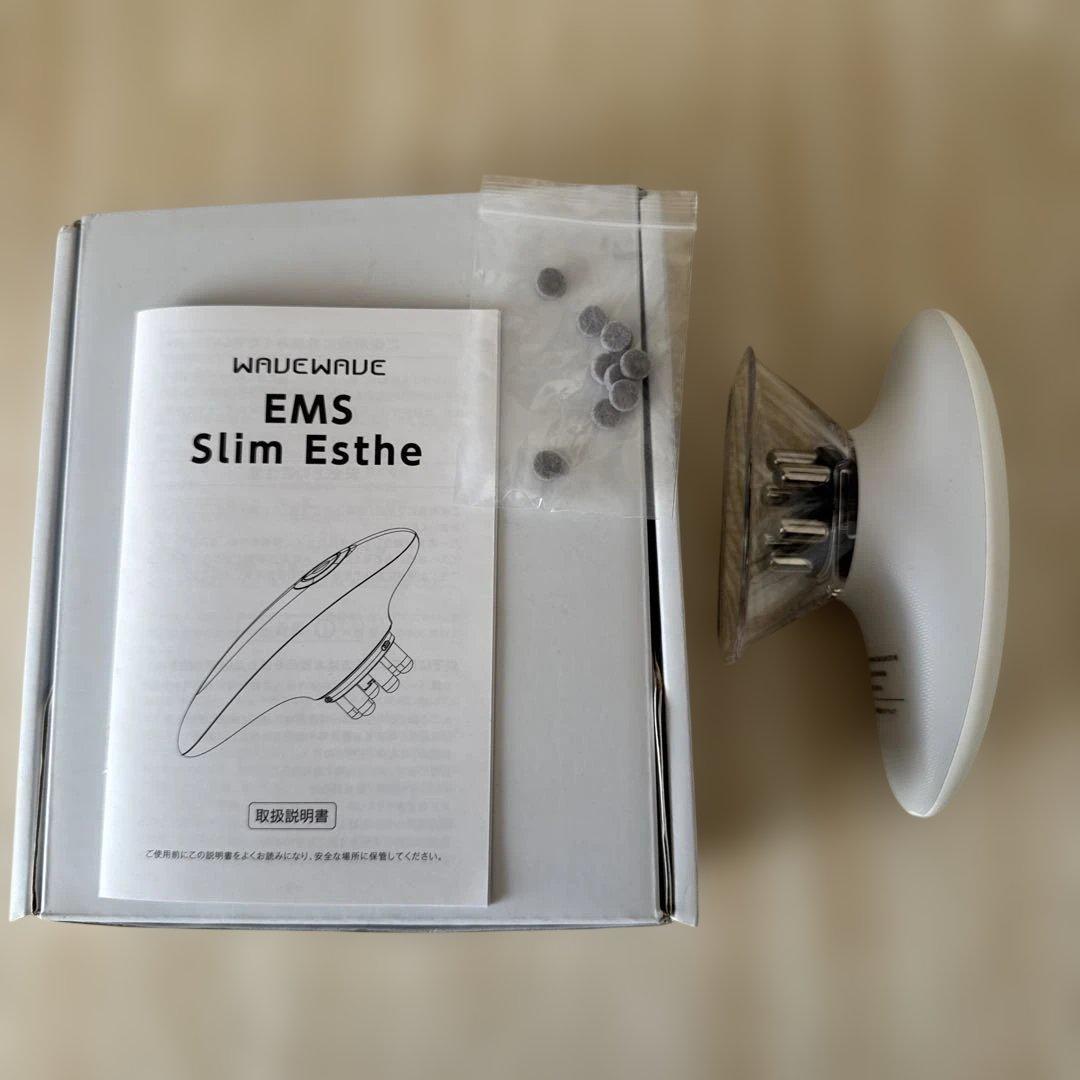 WAVEWAVE
EMS
Slim Esthe
取扱説明書
ご使用前にこの説明書をよくお読みになり、安全な場所に保管してください。